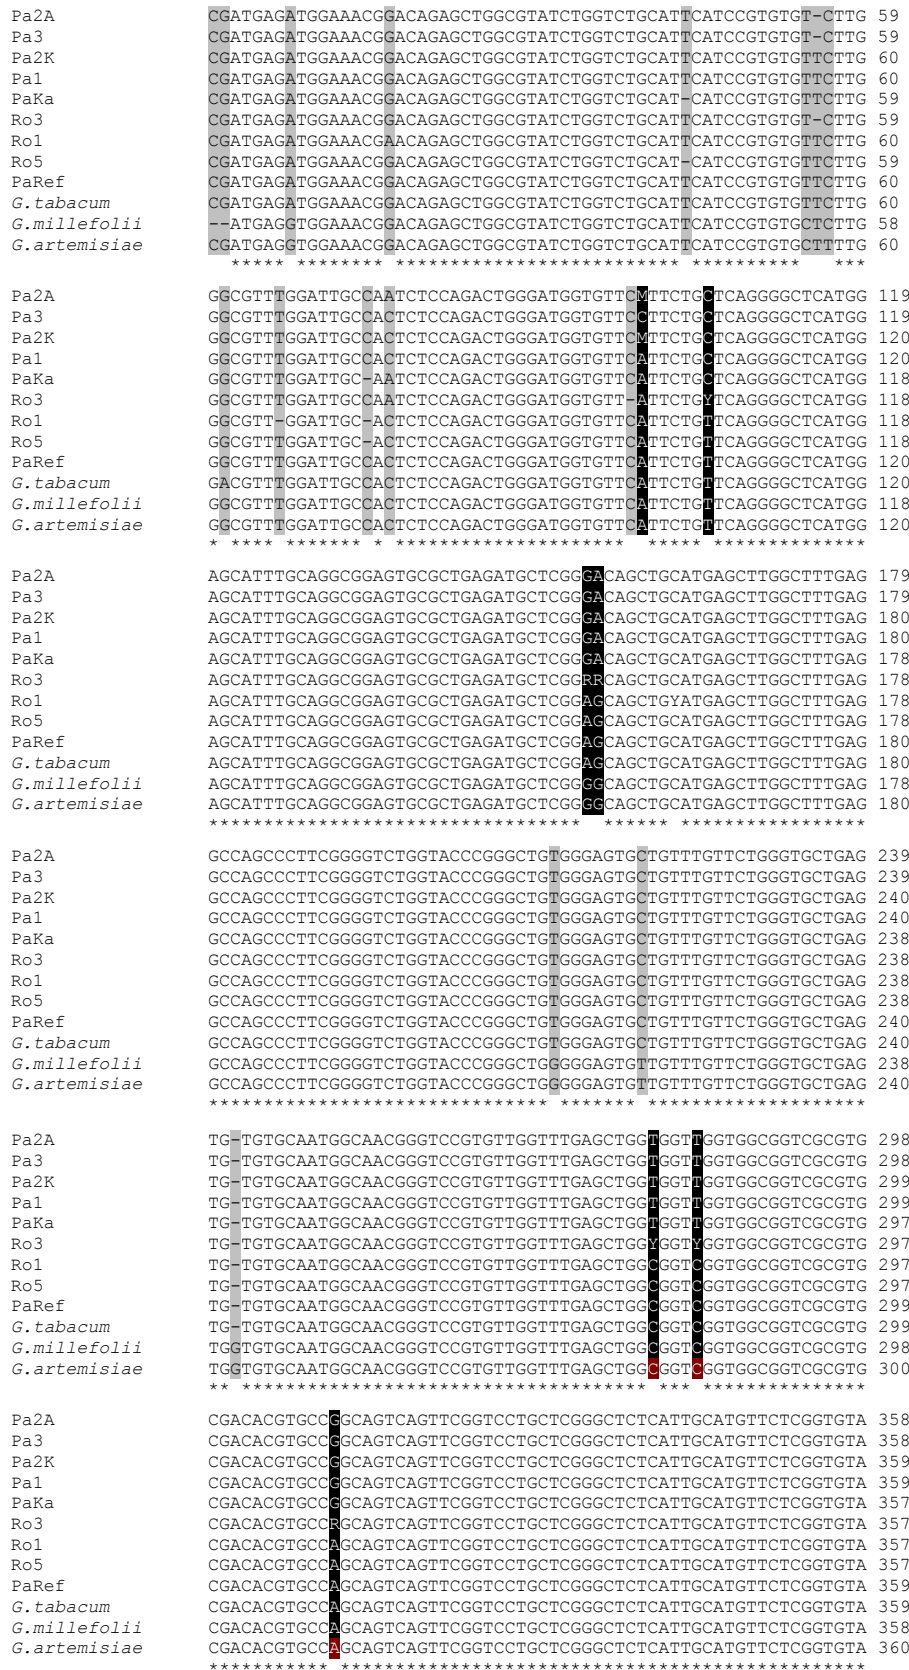 Pa2A CGATGAGATGGAAACGGACAGAGCTGGCGTATCTGGTCTGCATTCATCCGTGTGT-CTTG 59
Pa3 CGATGAGATGGAAACGGACAGAGCTGGCGTATCTGGTCTGCATTCATCCGTGTGT-CTTG 59
Pa2K CGATGAGATGGAAACGGACAGAGCTGGCGTATCTGGTCTGCATTCATCCGTGTGTTCTTG 60
Pa1 CGATGAGATGGAAACGGACAGAGCTGGCGTATCTGGTCTGCATTCATCCGTGTGTTCTTG 60
PaKa CGATGAGATGGAAACGGACAGAGCTGGCGTATCTGGTCTGCAT-CATCCGTGTGTTCTTG 59
Ro3 CGATGAGATGGAAACGGACAGAGCTGGCGTATCTGGTCTGCATTCATCCGTGTGT-CTTG 59
Ro1 CGATGAGATGGAAACGAACAGAGCTGGCGTATCTGGTCTGCATTCATCCGTGTGTTCTTG 60
Ro5 CGATGAGATGGAAACGGACAGAGCTGGCGTATCTGGTCTGCAT-CATCCGTGTGTTCTTG 59
PaRef CGATGAGATGGAAACGGACAGAGCTGGCGTATCTGGTCTGCATTCATCCGTGTGTTCTTG 60
G.tabacum CGATGAGATGGAAACGGACAGAGCTGGCGTATCTGGTCTGCATTCATCCGTGTGTTCTTG 60
G.millefolii --ATGAGGTGGAAACGGACAGAGCTGGCGTATCTGGTCTGCATTCATCCGTGTGCTCTTG 58
G.artemisiae CGATGAGGTGGAAACGGACAGAGCTGGCGTATCTGGTCTGCATTCATCCGTGTGCTTTTG 60
***** ******** ************************** ********** ***
Pa2A GGCGTTTGGATTGCCAATCTCCAGACTGGGATGGTGTTCMTTCTGCTCAGGGGCTCATGG 119
Pa3 GGCGTTTGGATTGCCACTCTCCAGACTGGGATGGTGTTCCTTCTGCTCAGGGGCTCATGG 119
Pa2K GGCGTTTGGATTGCCACTCTCCAGACTGGGATGGTGTTCMTTCTGCTCAGGGGCTCATGG 120
Pa1 GGCGTTTGGATTGCCACTCTCCAGACTGGGATGGTGTTCATTCTGCTCAGGGGCTCATGG 120
PaKa GGCGTTTGGATTGC-AATCTCCAGACTGGGATGGTGTTCATTCTGCTCAGGGGCTCATGG 118
Ro3 GGCGTTTGGATTGCCAATCTCCAGACTGGGATGGTGTT-ATTCTGYTCAGGGGCTCATGG 118
Ro1 GGCGTT-GGATTGC-ACTCTCCAGACTGGGATGGTGTTCATTCTGTTCAGGGGCTCATGG 118
Ro5 GGCGTTTGGATTGC-ACTCTCCAGACTGGGATGGTGTTCATTCTGTTCAGGGGCTCATGG 118
PaRef GGCGTTTGGATTGCCACTCTCCAGACTGGGATGGTGTTCATTCTGTTCAGGGGCTCATGG 120
G.tabacum GACGTTTGGATTGCCACTCTCCAGACTGGGATGGTGTTCATTCTGTTCAGGGGCTCATGG 120
G.millefolii GGCGTTTGGATTGCCACTCTCCAGACTGGGATGGTGTTCATTCTGTTCAGGGGCTCATGG 118
G.artemisiae GGCGTTTGGATTGCCACTCTCCAGACTGGGATGGTGTTCATTCTGTTCAGGGGCTCATGG 120
* **** ******* * ********************* ***** **************
Pa2A AGCATTTGCAGGCGGAGTGCGCTGAGATGCTCGGGACAGCTGCATGAGCTTGGCTTTGAG 179
Pa3 AGCATTTGCAGGCGGAGTGCGCTGAGATGCTCGGGACAGCTGCATGAGCTTGGCTTTGAG 179
Pa2K AGCATTTGCAGGCGGAGTGCGCTGAGATGCTCGGGACAGCTGCATGAGCTTGGCTTTGAG 180
Pa1 AGCATTTGCAGGCGGAGTGCGCTGAGATGCTCGGGACAGCTGCATGAGCTTGGCTTTGAG 180
PaKa AGCATTTGCAGGCGGAGTGCGCTGAGATGCTCGGGACAGCTGCATGAGCTTGGCTTTGAG 178
Ro3 AGCATTTGCAGGCGGAGTGCGCTGAGATGCTCGGRRCAGCTGCATGAGCTTGGCTTTGAG 178
Ro1 AGCATTTGCAGGCGGAGTGCGCTGAGATGCTCGGAGCAGCTGYATGAGCTTGGCTTTGAG 178
Ro5 AGCATTTGCAGGCGGAGTGCGCTGAGATGCTCGGAGCAGCTGCATGAGCTTGGCTTTGAG 178
PaRef AGCATTTGCAGGCGGAGTGCGCTGAGATGCTCGGAGCAGCTGCATGAGCTTGGCTTTGAG 180
G.tabacum AGCATTTGCAGGCGGAGTGCGCTGAGATGCTCGGAGCAGCTGCATGAGCTTGGCTTTGAG 180
G.millefolii AGCATTTGCAGGCGGAGTGCGCTGAGATGCTCGGGGCAGCTGCATGAGCTTGGCTTTGAG 178
G.artemisiae AGCATTTGCAGGCGGAGTGCGCTGAGATGCTCGGGGCAGCTGCATGAGCTTGGCTTTGAG 180
********************************** ****** *****************
Pa2A GCCAGCCCTTCGGGGTCTGGTACCCGGGCTGTGGGAGTGCTGTTTGTTCTGGGTGCTGAG 239
Pa3 GCCAGCCCTTCGGGGTCTGGTACCCGGGCTGTGGGAGTGCTGTTTGTTCTGGGTGCTGAG 239
Pa2K GCCAGCCCTTCGGGGTCTGGTACCCGGGCTGTGGGAGTGCTGTTTGTTCTGGGTGCTGAG 240
Pa1 GCCAGCCCTTCGGGGTCTGGTACCCGGGCTGTGGGAGTGCTGTTTGTTCTGGGTGCTGAG 240
PaKa GCCAGCCCTTCGGGGTCTGGTACCCGGGCTGTGGGAGTGCTGTTTGTTCTGGGTGCTGAG 238
Ro3 GCCAGCCCTTCGGGGTCTGGTACCCGGGCTGTGGGAGTGCTGTTTGTTCTGGGTGCTGAG 238
Ro1 GCCAGCCCTTCGGGGTCTGGTACCCGGGCTGTGGGAGTGCTGTTTGTTCTGGGTGCTGAG 238
Ro5 GCCAGCCCTTCGGGGTCTGGTACCCGGGCTGTGGGAGTGCTGTTTGTTCTGGGTGCTGAG 238
PaRef GCCAGCCCTTCGGGGTCTGGTACCCGGGCTGTGGGAGTGCTGTTTGTTCTGGGTGCTGAG 240
G.tabacum GCCAGCCCTTCGGGGTCTGGTACCCGGGCTGTGGGAGTGCTGTTTGTTCTGGGTGCTGAG 240
G.millefolii GCCAGCCCTTCGGGGTCTGGTACCCGGGCTGGGGGAGTGTTGTTTGTTCTGGGTGCTGAG 238
G.artemisiae GCCAGCCCTTCGGGGTCTGGTACCCGGGCTGGGGGAGTGTTGTTTGTTCTGGGTGCTGAG 240
******************************* ******* ********************
Pa2A TG-TGTGCAATGGCAACGGGTCCGTGTTGGTTTGAGCTGGTGGTTGGTGGCGGTCGCGTG 298
Pa3 TG-TGTGCAATGGCAACGGGTCCGTGTTGGTTTGAGCTGGTGGTTGGTGGCGGTCGCGTG 298
Pa2K TG-TGTGCAATGGCAACGGGTCCGTGTTGGTTTGAGCTGGTGGTTGGTGGCGGTCGCGTG 299
Pa1 TG-TGTGCAATGGCAACGGGTCCGTGTTGGTTTGAGCTGGTGGTTGGTGGCGGTCGCGTG 299
PaKa TG-TGTGCAATGGCAACGGGTCCGTGTTGGTTTGAGCTGGTGGTTGGTGGCGGTCGCGTG 297
Ro3 TG-TGTGCAATGGCAACGGGTCCGTGTTGGTTTGAGCTGGYGGTYGGTGGCGGTCGCGTG 297
Ro1 TG-TGTGCAATGGCAACGGGTCCGTGTTGGTTTGAGCTGGCGGTCGGTGGCGGTCGCGTG 297
Ro5 TG-TGTGCAATGGCAACGGGTCCGTGTTGGTTTGAGCTGGCGGTCGGTGGCGGTCGCGTG 297
PaRef TG-TGTGCAATGGCAACGGGTCCGTGTTGGTTTGAGCTGGCGGTCGGTGGCGGTCGCGTG 299
G.tabacum TG-TGTGCAATGGCAACGGGTCCGTGTTGGTTTGAGCTGGCGGTCGGTGGCGGTCGCGTG 299
G.millefolii TGGTGTGCAATGGCAACGGGTCCGTGTTGGTTTGAGCTGGCGGTCGGTGGCGGTCGCGTG 298
G.artemisiae TGGTGTGCAATGGCAACGGGTCCGTGTTGGTTTGAGCTGGCGGTCGGTGGCGGTCGCGTG 300
** ************************************* *** ***************
Pa2A CGACACGTGCCGGCAGTCAGTTCGGTCCTGCTCGGGCTCTCATTGCATGTTCTCGGTGTA 358
Pa3 CGACACGTGCCGGCAGTCAGTTCGGTCCTGCTCGGGCTCTCATTGCATGTTCTCGGTGTA 358
Pa2K CGACACGTGCCGGCAGTCAGTTCGGTCCTGCTCGGGCTCTCATTGCATGTTCTCGGTGTA 359
Pa1 CGACACGTGCCGGCAGTCAGTTCGGTCCTGCTCGGGCTCTCATTGCATGTTCTCGGTGTA 359
PaKa CGACACGTGCCGGCAGTCAGTTCGGTCCTGCTCGGGCTCTCATTGCATGTTCTCGGTGTA 357
Ro3 CGACACGTGCCRGCAGTCAGTTCGGTCCTGCTCGGGCTCTCATTGCATGTTCTCGGTGTA 357
Ro1 CGACACGTGCCAGCAGTCAGTTCGGTCCTGCTCGGGCTCTCATTGCATGTTCTCGGTGTA 357
Ro5 CGACACGTGCCAGCAGTCAGTTCGGTCCTGCTCGGGCTCTCATTGCATGTTCTCGGTGTA 357
PaRef CGACACGTGCCAGCAGTCAGTTCGGTCCTGCTCGGGCTCTCATTGCATGTTCTCGGTGTA 359
G.tabacum CGACACGTGCCAGCAGTCAGTTCGGTCCTGCTCGGGCTCTCATTGCATGTTCTCGGTGTA 359
G.millefolii CGACACGTGCCAGCAGTCAGTTCGGTCCTGCTCGGGCTCTCATTGCATGTTCTCGGTGTA 358
G.artemisiae CGACACGTGCCAGCAGTCAGTTCGGTCCTGCTCGGGCTCTCATTGCATGTTCTCGGTGTA 360
*********** ************************************************